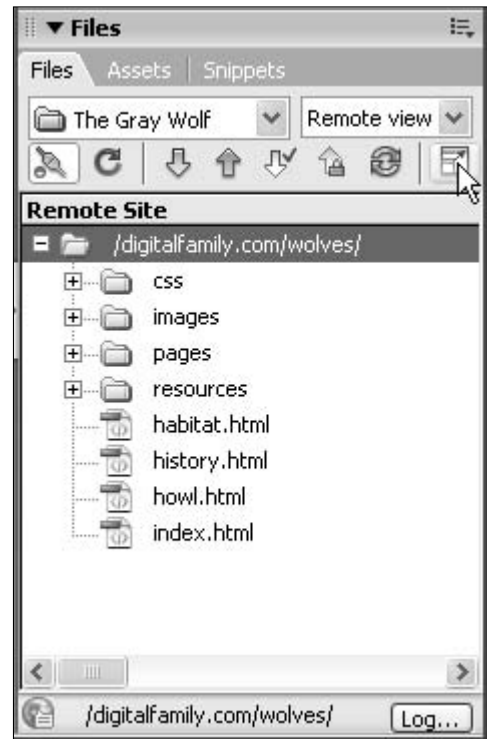 Files
Files Assets Snippets
The Gray Wolf Remote view
Remote Site
/digitalfamily.com/wolves/
css
images
pages
resources
habitat.html
history.html
howl.html
index.html
/digitalfamily.com/wolves/ Log...